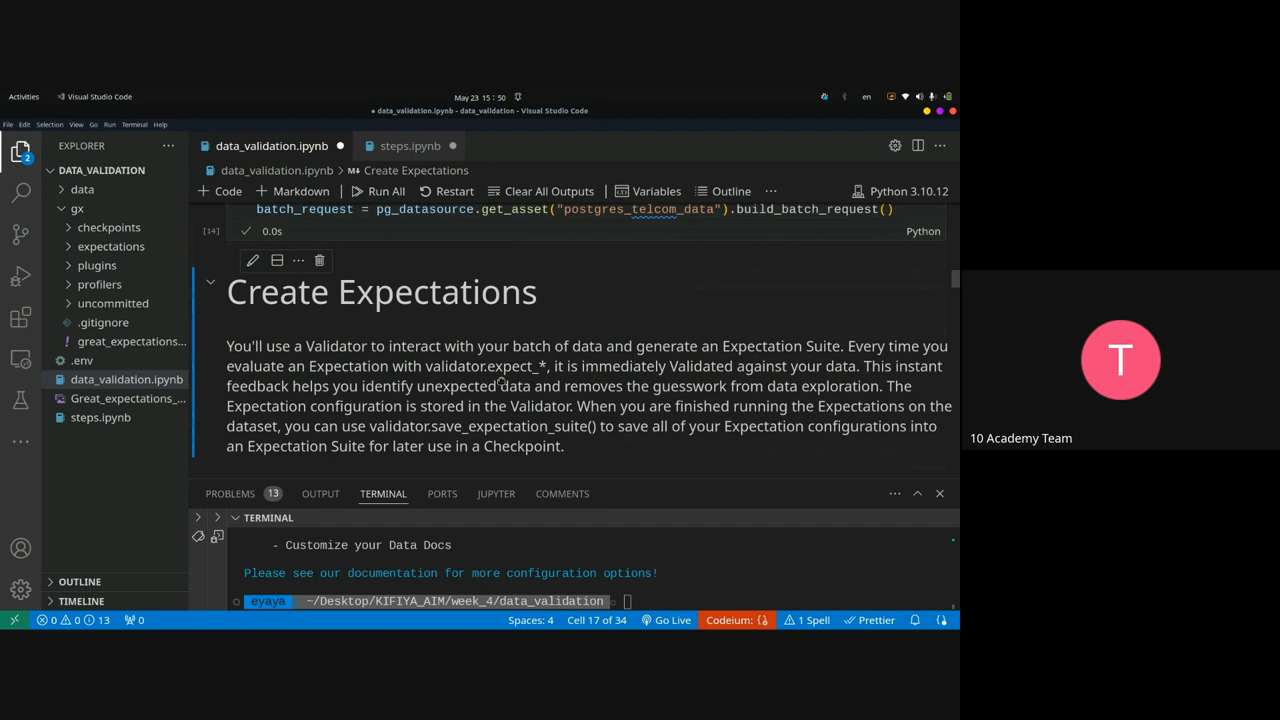 Activities
Visual Studio Code
May 23 15:50
en
data_validation.ipynb - data_validation - Visual Studio Code
File Edit Selection View Go Run Terminal Help
EXPLORER
data_validation.ipynb
steps.ipynb
DATA_VALIDATION
data_validation.ipynb > Create Expectations
+ Code + Markdown Run All Restart Clear All Outputs Variables Outline ... Python 3.10.12
data
gx
checkpoints
expectations
plugins
profilers
uncommitted
.gitignore
great_expectations...
.env
data_validation.ipynb
Great_expectations_...
steps.ipynb
OUTLINE
TIMELINE
2
batch_request = pg_datasource.get_asset("postgres_telcom_data").build_batch_request()
[14] 0.0s Python
Create Expectations
You'll use a Validator to interact with your batch of data and generate an Expectation Suite. Every time you
evaluate an Expectation with validator.expect_*, it is immediately Validated against your data. This instant
feedback helps you identify unexpected data and removes the guesswork from data exploration. The
Expectation configuration is stored in the Validator. When you are finished running the Expectations on the
dataset, you can use validator.save_expectation_suite() to save all of your Expectation configurations into
an Expectation Suite for later use in a Checkpoint.
PROBLEMS 13 OUTPUT TERMINAL PORTS JUPYTER COMMENTS
TERMINAL
- Customize your Data Docs
Please see our documentation for more configuration options!
eyaya ~/Desktop/KIFIYA_AIM/week_4/data_validation
0 0 13 0 Spaces: 4 Cell 17 of 34 Go Live Codeium: {} 1 Spell Prettier
T
10 Academy Team